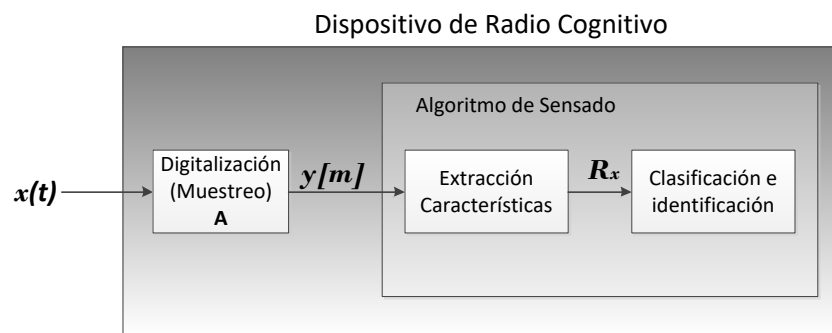 Dispositivo de Radio Cognitivo
Algoritmo de Sensado
x(t)
Digitalización
(Muestreo)
A
y[m]
Extracción
Características
Rx
Clasificación e
identificación